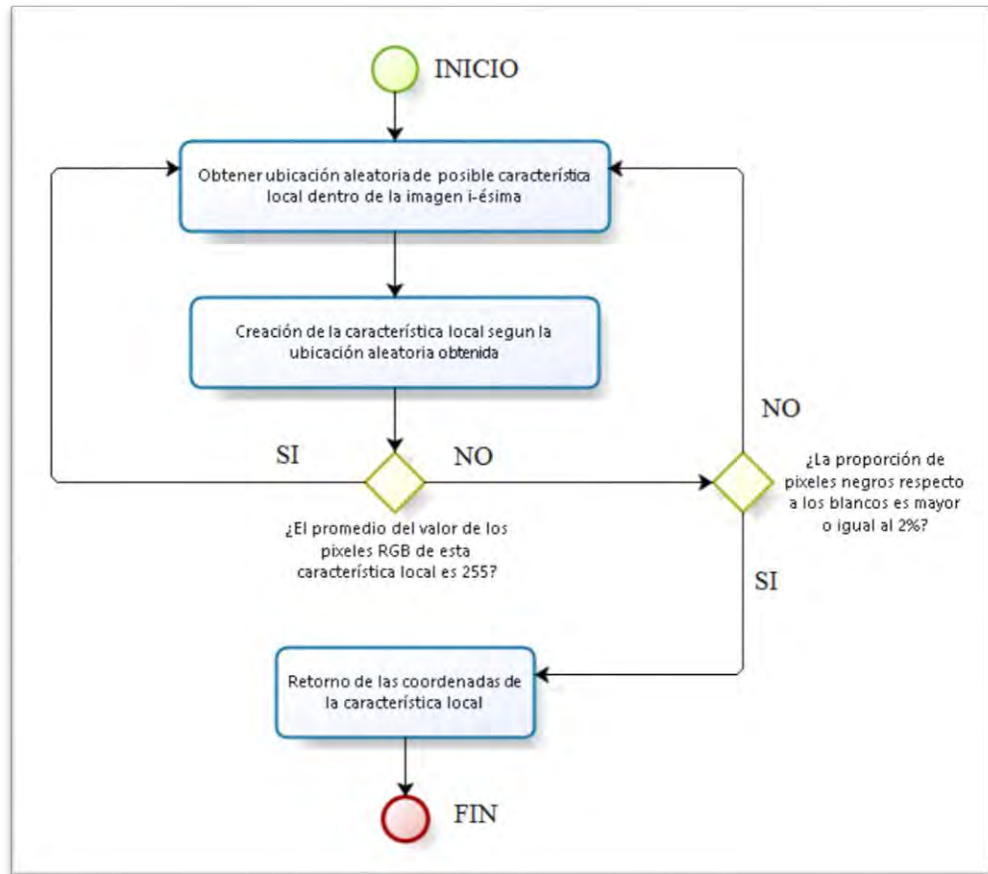 INICIO
Obtener ubicación aleatoria de posible característica
local dentro de la imagen i-ésima
Creación de la característica local segun la
ubicación aleatoria obtenida
SI
NO
¿El promedio del valor de los
pixeles RGB de esta
característica local es 255?
NO
¿La proporción de
pixeles negros respecto
a los blancos es mayor
o igual al 2%?
SI
Retorno de las coordenadas de
la característica local
FIN